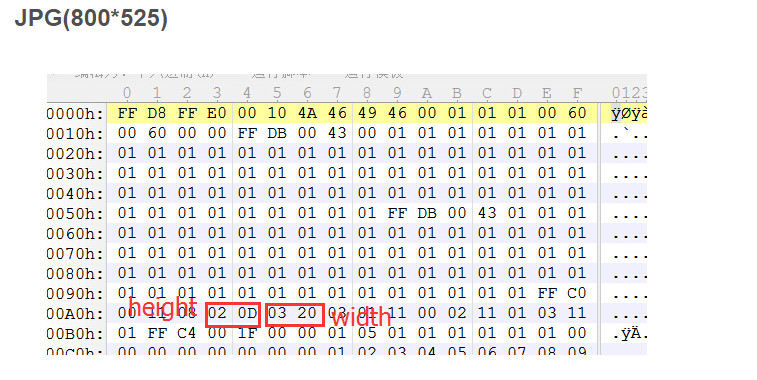 JPG(800*525)
0 1 2 3 4 5 6 7 8 9 A B C D E F 0123
0000h: FF D8 FF E0 00 10 4A 46 49 46 00 01 01 01 00 60 ÿØÿà
0010h: 00 60 00 00 FF DB 00 43 00 01 01 01 01 01 01 01 .`..
0020h: 01 01 01 01 01 01 01 01 01 01 01 01 01 01 01 01 ....
0030h: 01 01 01 01 01 01 01 01 01 01 01 01 01 01 01 01 ....
0040h: 01 01 01 01 01 01 01 01 01 01 01 01 01 01 01 01 ....
0050h: 01 01 01 01 01 01 01 01 01 FF DB 00 43 01 01 01 ....
0060h: 01 01 01 01 01 01 01 01 01 01 01 01 01 01 01 01 ....
0070h: 01 01 01 01 01 01 01 01 01 01 01 01 01 01 01 01 ....
0080h: 01 01 01 01 01 01 01 01 01 01 01 01 01 01 01 01 ....
0090h: 01 01 01 01 01 01 01 01 01 01 01 01 01 01 FF C0 ....
height
00A0h: 00 11 08 02 0D 03 20 03 01 11 00 02 11 01 03 11 ....
width
00B0h: 01 FF C4 00 1F 00 00 01 05 01 01 01 01 01 01 00 .ÿÄ.
00C0h: 00 00 00 00 00 00 00 01 02 03 04 05 06 07 08 09